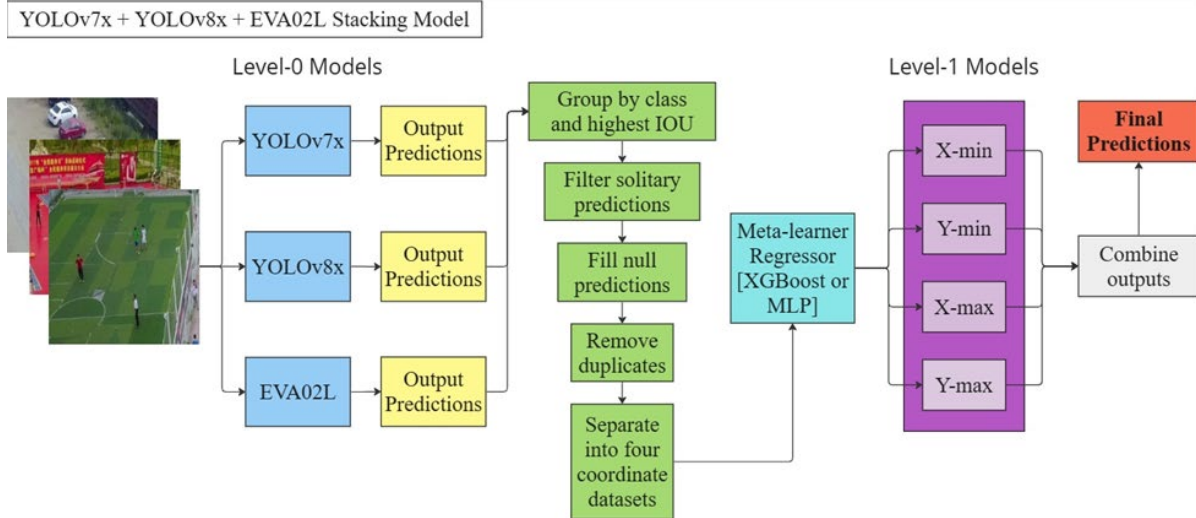 YOLOv7x + YOLOv8x + EVA02L Stacking Model
Level-0 Models
YOLOv7x
Output
Predictions
YOLOv8x
Output
Predictions
EVA02L
Output
Predictions
Group by class
and highest IOU
Filter solitary
predictions
Fill null
predictions
Remove
duplicates
Separate
into four
coordinate
datasets
Meta-learner
Regressor
[XGBoost or
MLP]
Level-1 Models
X-min
Y-min
X-max
Y-max
Combine
outputs
Final
Predictions